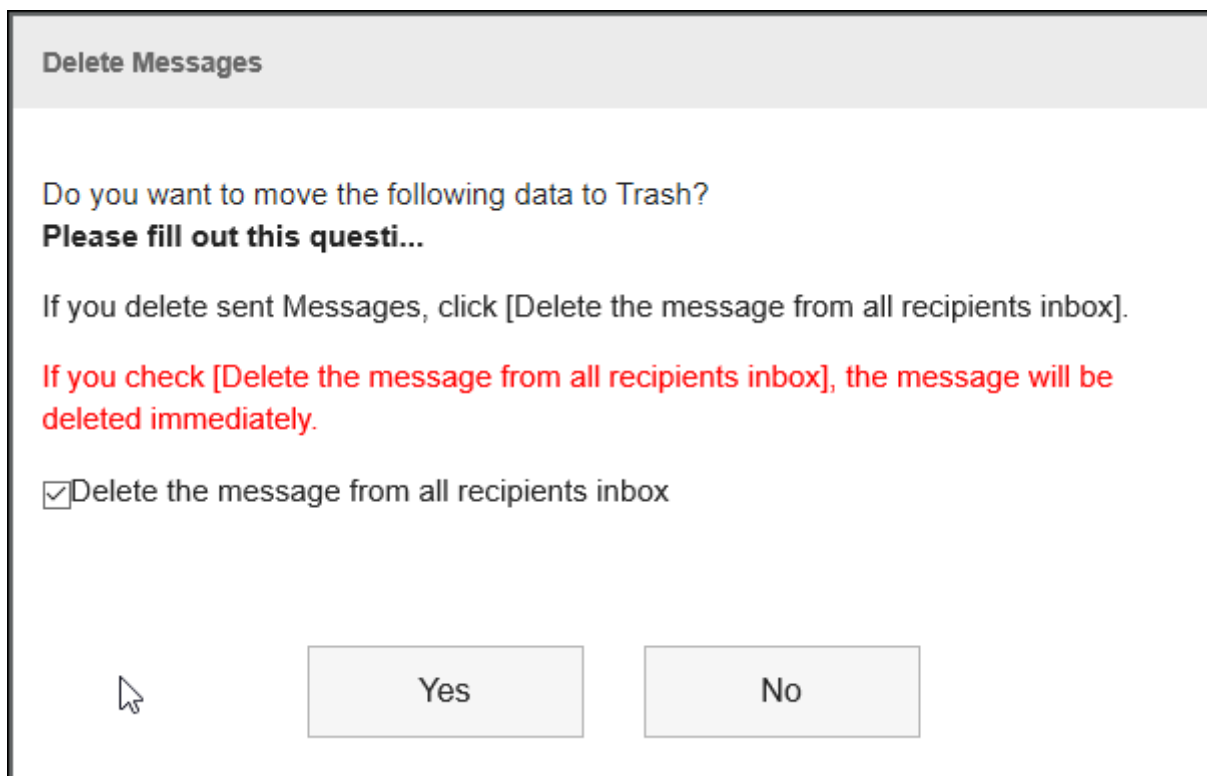 Delete Messages
Do you want to move the following data to Trash?
Please fill out this questi...
If you delete sent Messages, click [Delete the message from all recipients inbox].
If you check [Delete the message from all recipients inbox], the message will be
deleted immediately.
Delete the message from all recipients inbox
Yes
No